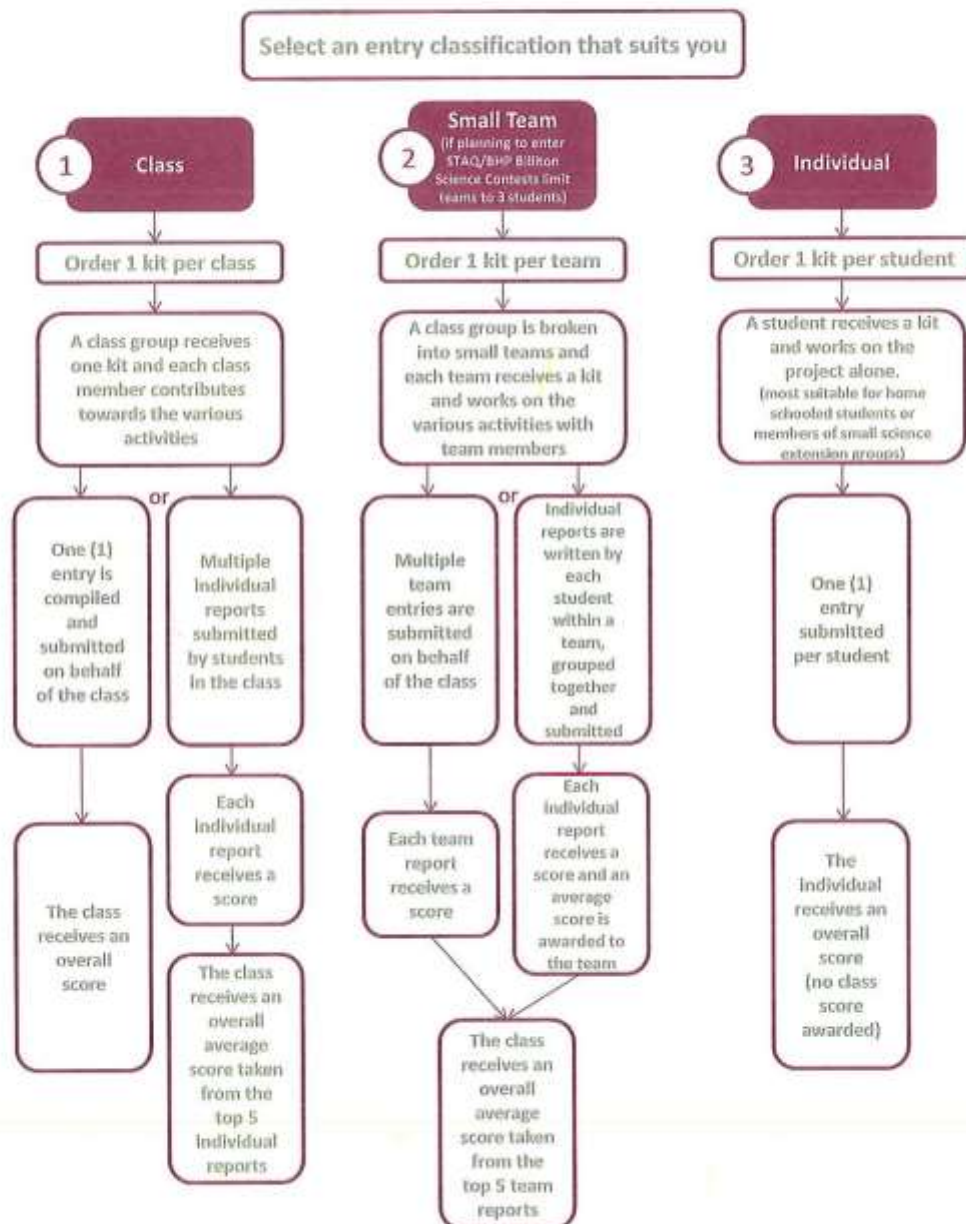 Select an entry classification that suits you
1
Class
Order 1 kit per class
A class group receives
one kit and each class
member contributes
towards the various
activities
or
One (1)
entry is
compiled
and
submitted
on behalf
of the class
The class
receives an
overall
score
Multiple
individual
reports
submitted
by students
in the class
Each
individual
report
receives a
score
The class
receives an
overall
average
score taken
from the
top 5
individual
reports
2
Small Team
(if planning to enter
STAQ/BHP Billiton
Science Contests limit
teams to 3 students)
Order 1 kit per team
A class group is broken
into small teams and
each team receives a kit
and works on the
various activities with
team members
or
Multiple
team
entries are
submitted
on behalf
of the class
Each team
report
receives a
score
Individual
reports are
written by
each
student
within a
team,
grouped
together
and
submitted
Each
individual
report
receives a
score and an
average
score is
awarded to
the team
The class
receives an
overall
average
score taken
from the
top 5 team
reports
3
Individual
Order 1 kit per student
A student receives a kit
and works on the
project alone.
(most suitable for home
schooled students or
members of small science
extension groups)
One (1)
entry
submitted
per student
The
individual
receives an
overall
score
(no class
score
awarded)